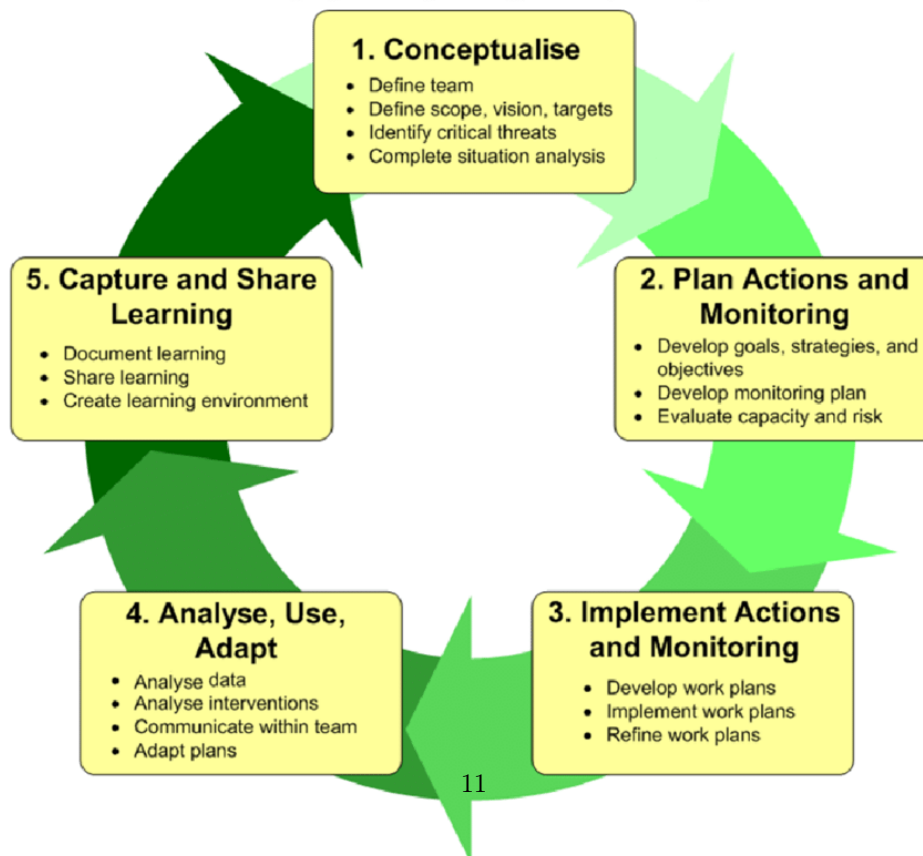 1. Conceptualise
• Define team
• Define scope, vision, targets
• Identify critical threats
• Complete situation analysis
2. Plan Actions and
Monitoring
• Develop goals, strategies, and
objectives
• Develop monitoring plan
• Evaluate capacity and risk
3. Implement Actions
and Monitoring
• Develop work plans
• Implement work plans
• Refine work plans
4. Analyse, Use,
Adapt
• Analyse data
• Analyse interventions
• Communicate within team
• Adapt plans
5. Capture and Share
Learning
• Document learning
• Share learning
• Create learning environment
11